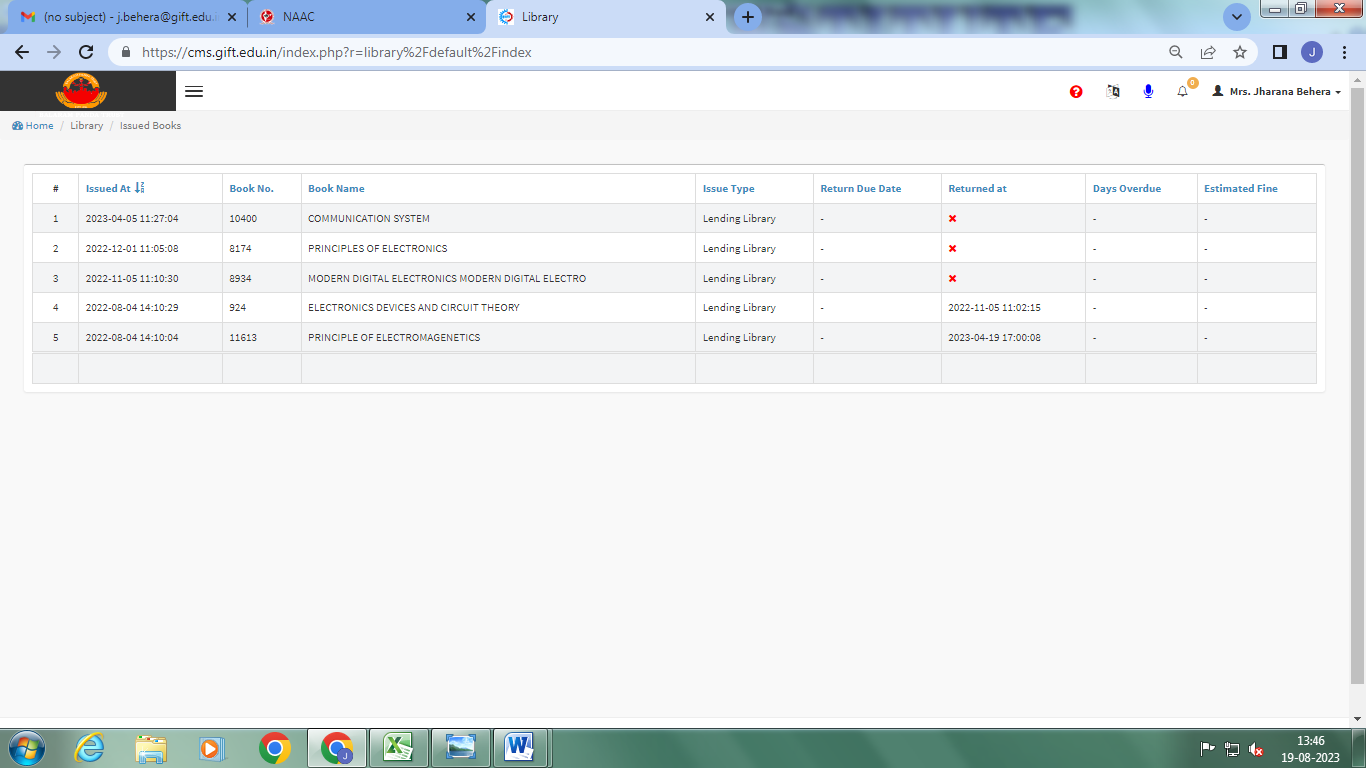 (no subject) - j.behera@gift.edu.i
NAAC
Library
https://cms.gift.edu.in/index.php?r=library%2Fdefault%2Findex
J
0
Mrs. Jharana Behera
Home / Library / Issued Books
# Issued At Book No. Book Name Issue Type Return Due Date Returned at Days Overdue Estimated Fine
1 2023-04-05 11:27:04 10400 COMMUNICATION SYSTEM Lending Library - ✖ - -
2 2022-12-01 11:05:08 8174 PRINCIPLES OF ELECTRONICS Lending Library - ✖ - -
3 2022-11-05 11:10:30 8934 MODERN DIGITAL ELECTRONICS MODERN DIGITAL ELECTRO Lending Library - ✖ - -
4 2022-08-04 14:10:29 924 ELECTRONICS DEVICES AND CIRCUIT THEORY Lending Library - 2022-11-05 11:02:15 - -
5 2022-08-04 14:10:04 11613 PRINCIPLE OF ELECTROMAGENETICS Lending Library - 2023-04-19 17:00:08 - -
J
13:46
19-08-2023